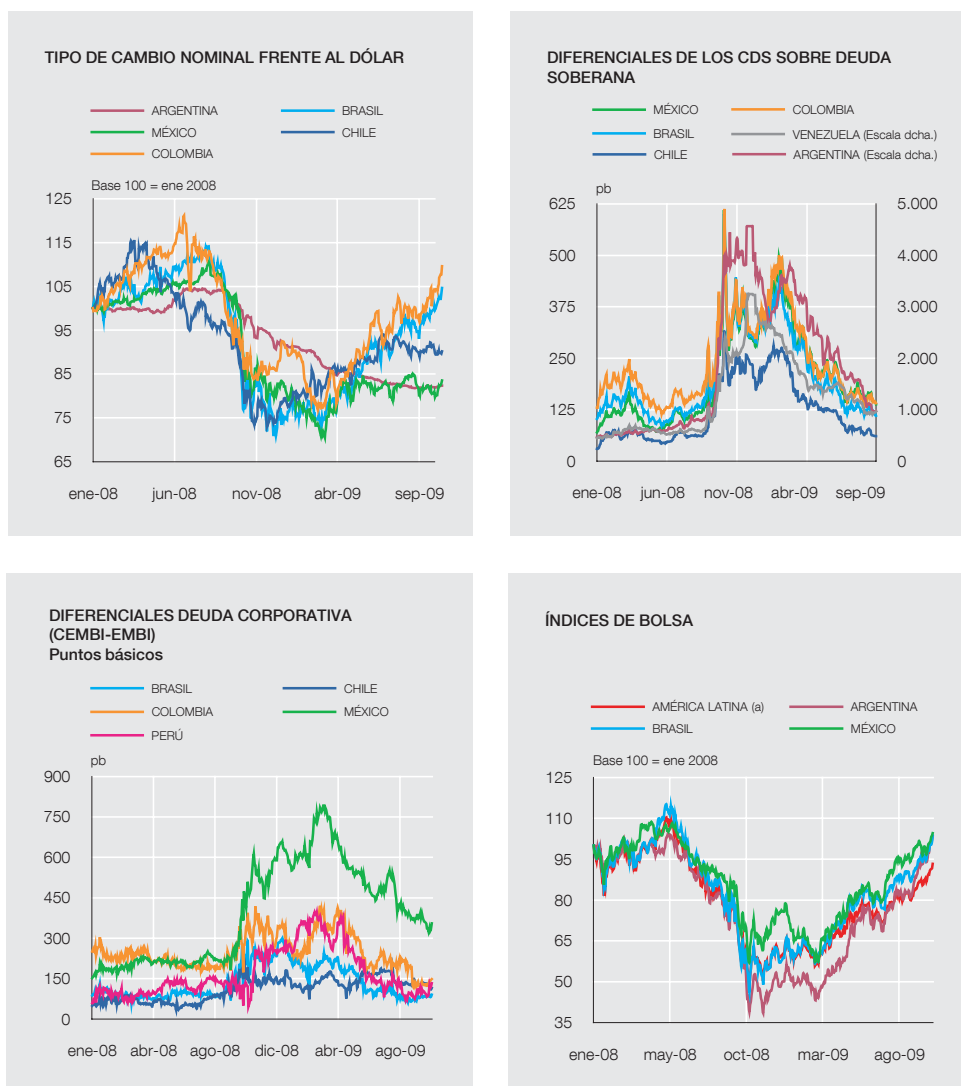 TIPO DE CAMBIO NOMINAL FRENTE AL DÓLAR
ARGENTINA
BRASIL
MÉXICO
CHILE
COLOMBIA
Base 100 = ene 2008
125
115
105
95
85
75
65
ene-08 jun-08 nov-08 abr-09 sep-09
DIFERENCIALES DE LOS CDS SOBRE DEUDA
SOBERANA
MÉXICO
COLOMBIA
BRASIL
VENEZUELA (Escala dcha.)
CHILE
ARGENTINA (Escala dcha.)
pb
625 5.000
500 4.000
375 3.000
250 2.000
125 1.000
0 0
ene-08 jun-08 nov-08 abr-09 sep-09
DIFERENCIALES DEUDA CORPORATIVA
(CEMBI-EMBI)
Puntos básicos
BRASIL
CHILE
COLOMBIA
MÉXICO
PERÚ
pb
900
750
600
450
300
150
0
ene-08 abr-08 ago-08 dic-08 abr-09 ago-09
ÍNDICES DE BOLSA
AMÉRICA LATINA (a)
ARGENTINA
BRASIL
MÉXICO
Base 100 = ene 2008
125
110
95
80
65
50
35
ene-08 may-08 oct-08 mar-09 ago-09